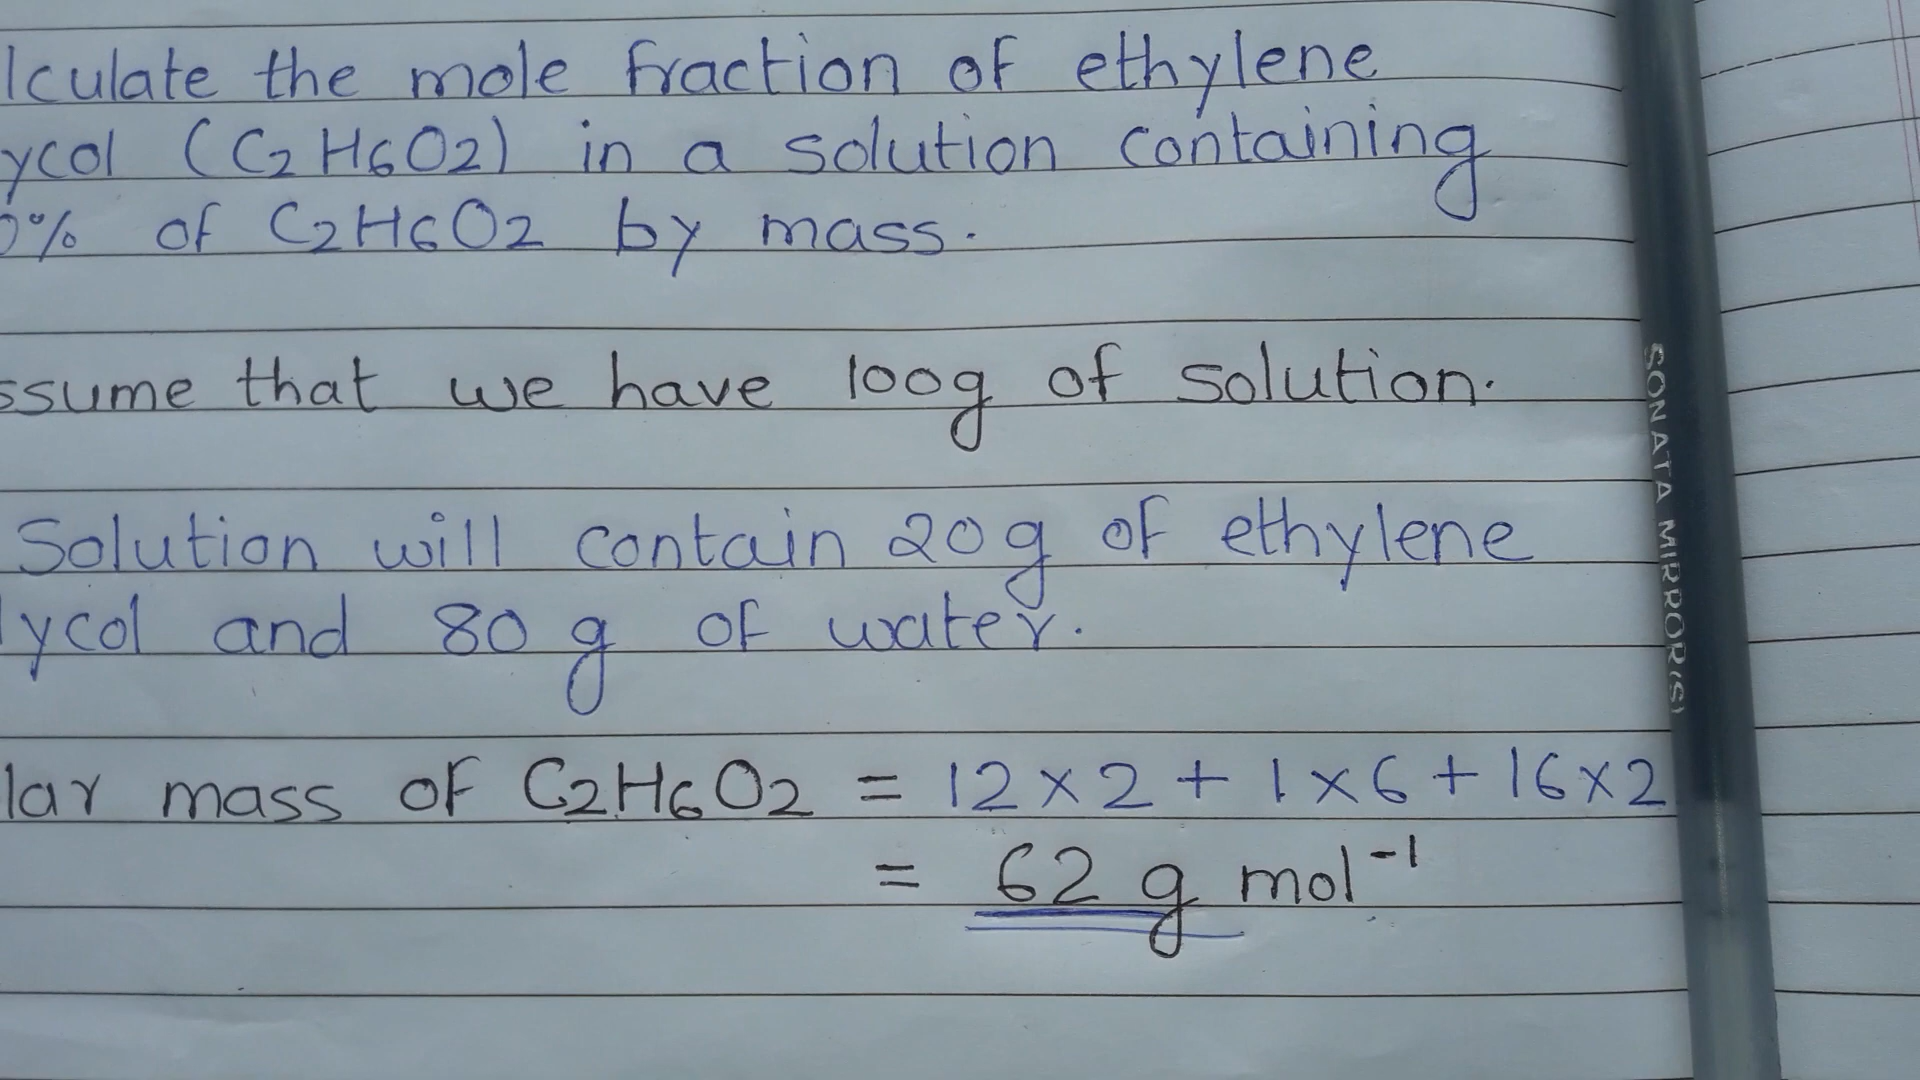 lculate the mole fraction of ethylene
ycol (C2H6O2) in a solution containing
0% of C2H6O2 by mass.
ssume that we have 100g of solution.
Solution will contain 20g of ethylene
lycol and 80 g of water.
lar mass of C2H6O2 = 12×2 + 1×6 + 16×2
= 62 g mol⁻¹
SONATA MIRROR(S)